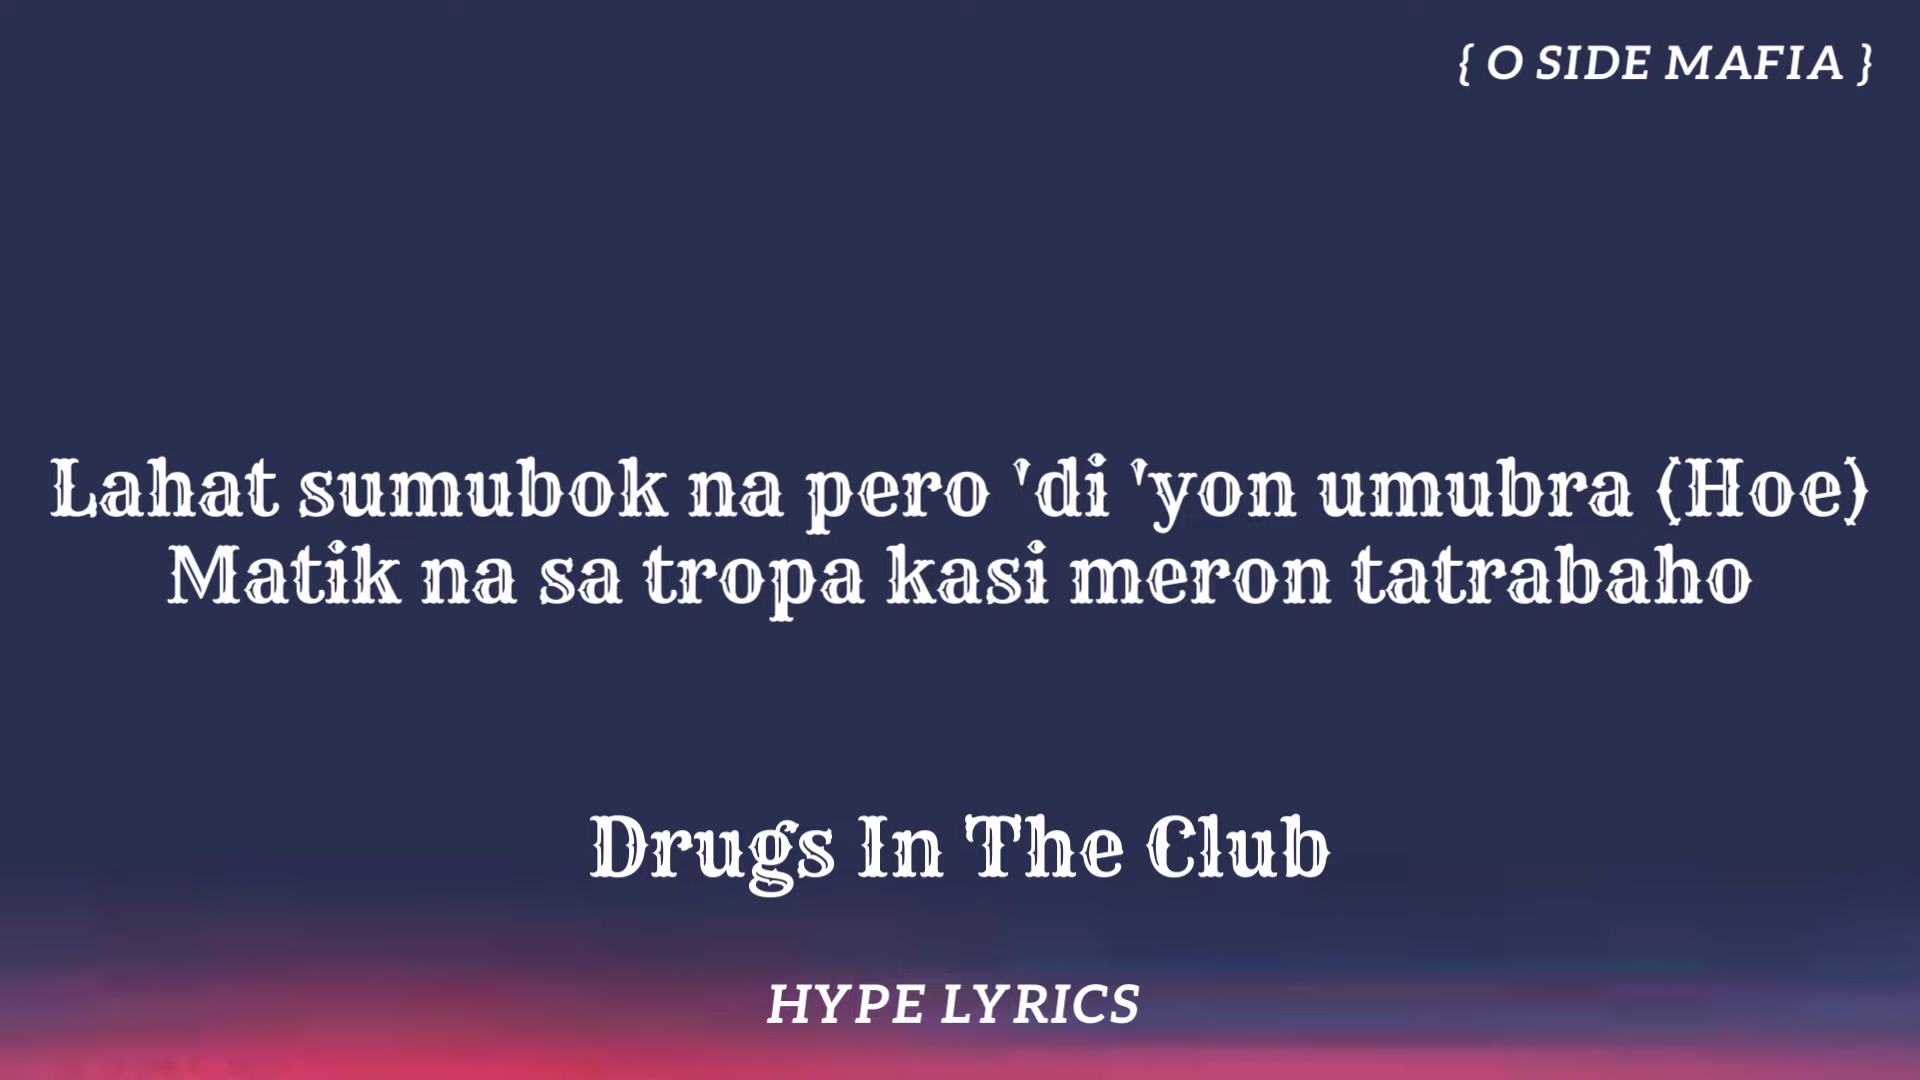 { O SIDE MAFIA }
Lahat sumubok na pero 'di 'yon umubra (Hoe)
Matik na sa tropa kasi meron tatrabaho
Drugs In The Club
HYPE LYRICS